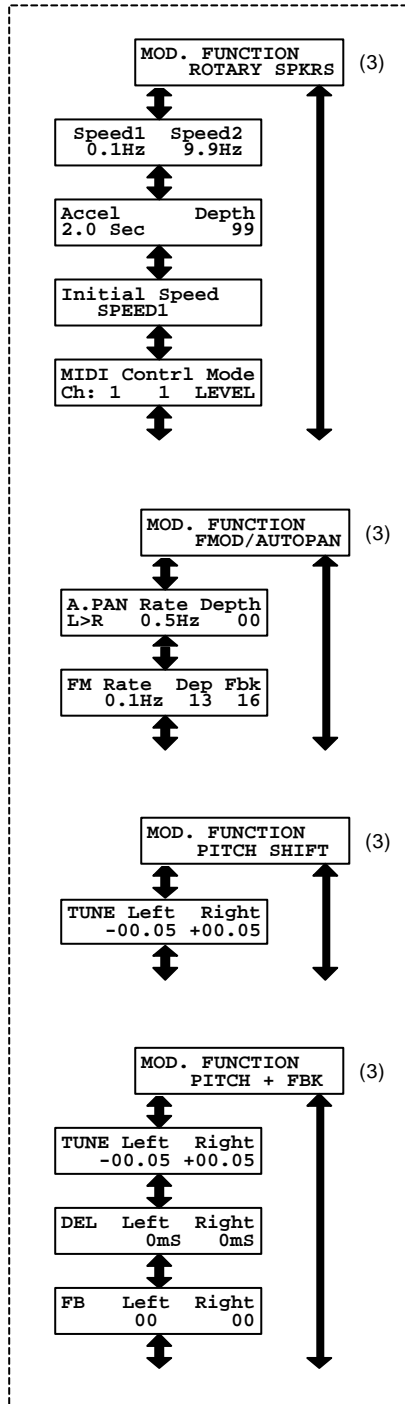 MOD. FUNCTION
ROTARY SPKRS
(3)
Speed1 Speed2
0.1Hz 9.9Hz
Accel Depth
2.0 Sec 99
Initial Speed
SPEED1
MIDI Contrl Mode
Ch: 1 1 LEVEL
MOD. FUNCTION
FMOD/AUTOPAN
(3)
A.PAN Rate Depth
L>R 0.5Hz 00
FM Rate Dep Fbk
0.1Hz 13 16
MOD. FUNCTION
PITCH SHIFT
(3)
TUNE Left Right
-00.05 +00.05
MOD. FUNCTION
PITCH + FBK
(3)
TUNE Left Right
-00.05 +00.05
DEL Left Right
0mS 0mS
FB Left Right
00 00